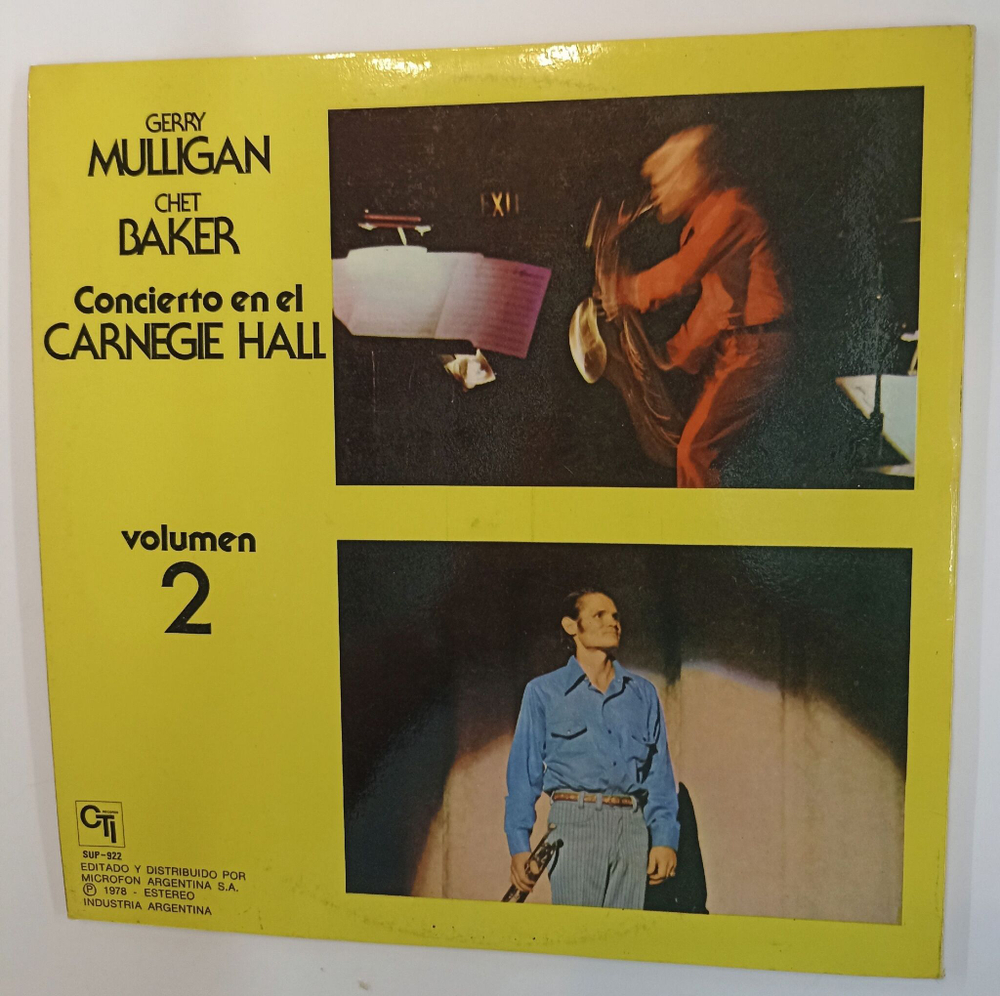 GERRY
MULLIGAN
CHET
BAKER
Concierto en el
CARNEGIE HALL
EXIT
volumen
2
CTI
SUP-922
EDITADO Y DISTRIBUIDO POR
MICROFON ARGENTINA S.A.
Ⓟ 1978 - ESTEREO
INDUSTRIA ARGENTINA